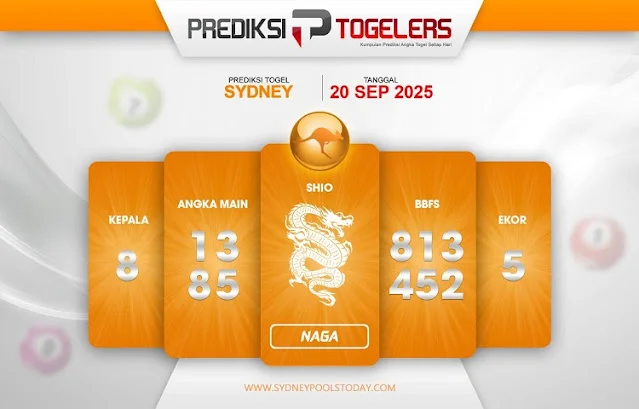 PREDIKSI TOGELERS
Kumpulan Prediksi Angka Togel Setiap Hari
PREDIKSI TOGEL
SYDNEY
TANGGAL
20 SEP 2025
KEPALA
8
ANGKA MAIN
13
85
SHIO
NAGA
BBFS
813
452
EKOR
5
WWW.SYDNEYPOOLSTODAY.COM